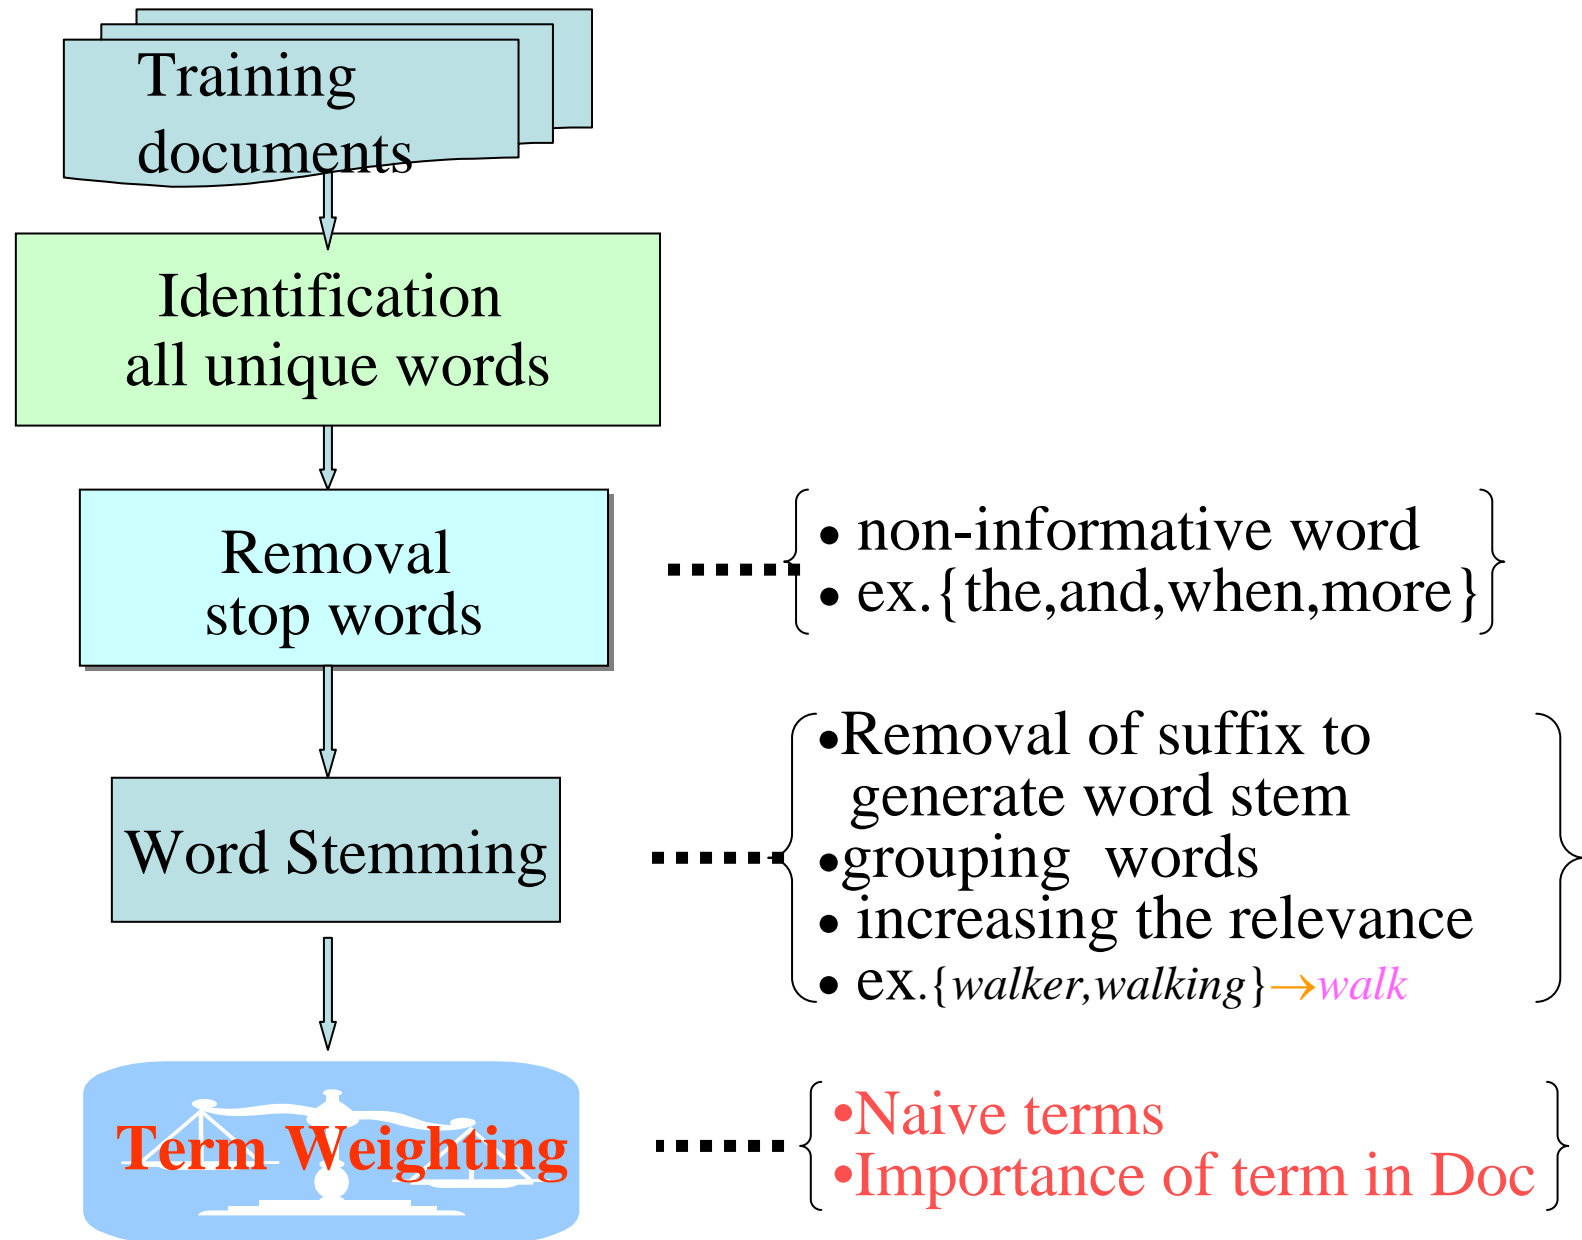 Training
documents
Identification
all unique words
Removal
stop words
• non-informative word
• ex.{the,and,when,more}
Word Stemming
•Removal of suffix to
generate word stem
•grouping words
• increasing the relevance
• ex.{walker,walking}→walk
Term Weighting
•Naive terms
•Importance of term in Doc